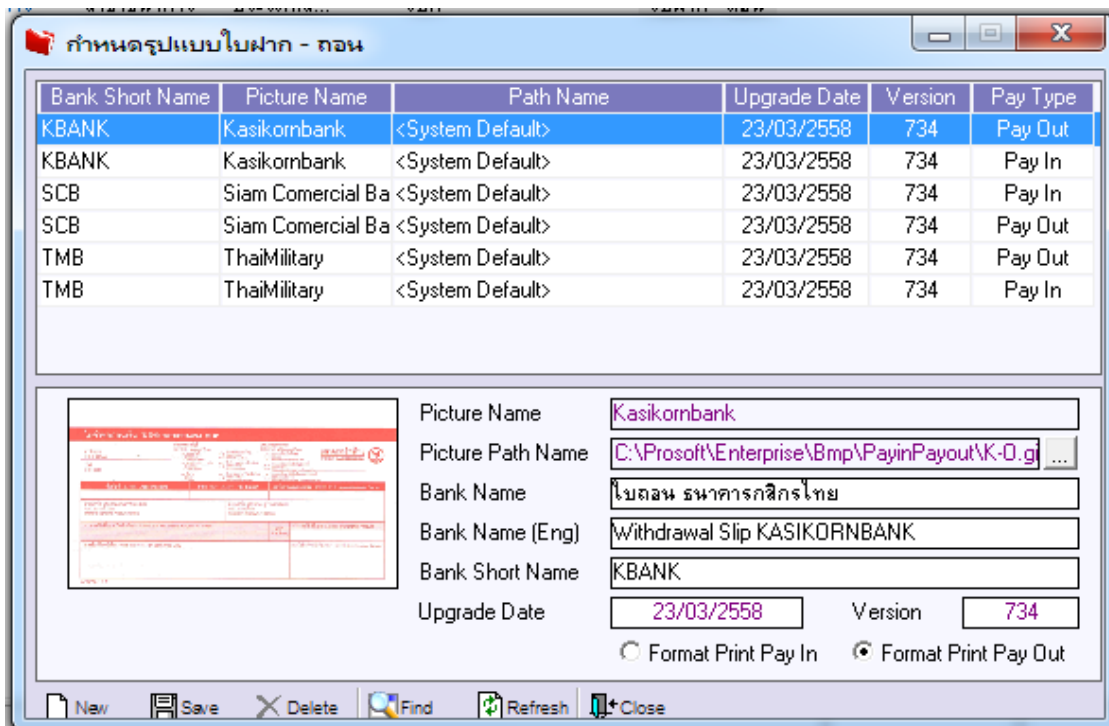 กำหนดรูปแบบใบฝาก - ถอน
Bank Short Name Picture Name Path Name Upgrade Date Version Pay Type
KBANK Kasikornbank <System Default> 23/03/2558 734 Pay Out
KBANK Kasikornbank <System Default> 23/03/2558 734 Pay In
SCB Siam Comercial Ba <System Default> 23/03/2558 734 Pay In
SCB Siam Comercial Ba <System Default> 23/03/2558 734 Pay Out
TMB ThaiMilitary <System Default> 23/03/2558 734 Pay Out
TMB ThaiMilitary <System Default> 23/03/2558 734 Pay In
Picture Name Kasikornbank
Picture Path Name C:\Prosoft\Enterprise\Bmp\PayinPayout\K-O.gi ...
Bank Name ใบถอน ธนาคารกสิกรไทย
Bank Name (Eng) Withdrawal Slip KASIKORNBANK
Bank Short Name KBANK
Upgrade Date 23/03/2558 Version 734
Format Print Pay In Format Print Pay Out
New Save Delete Find Refresh Close